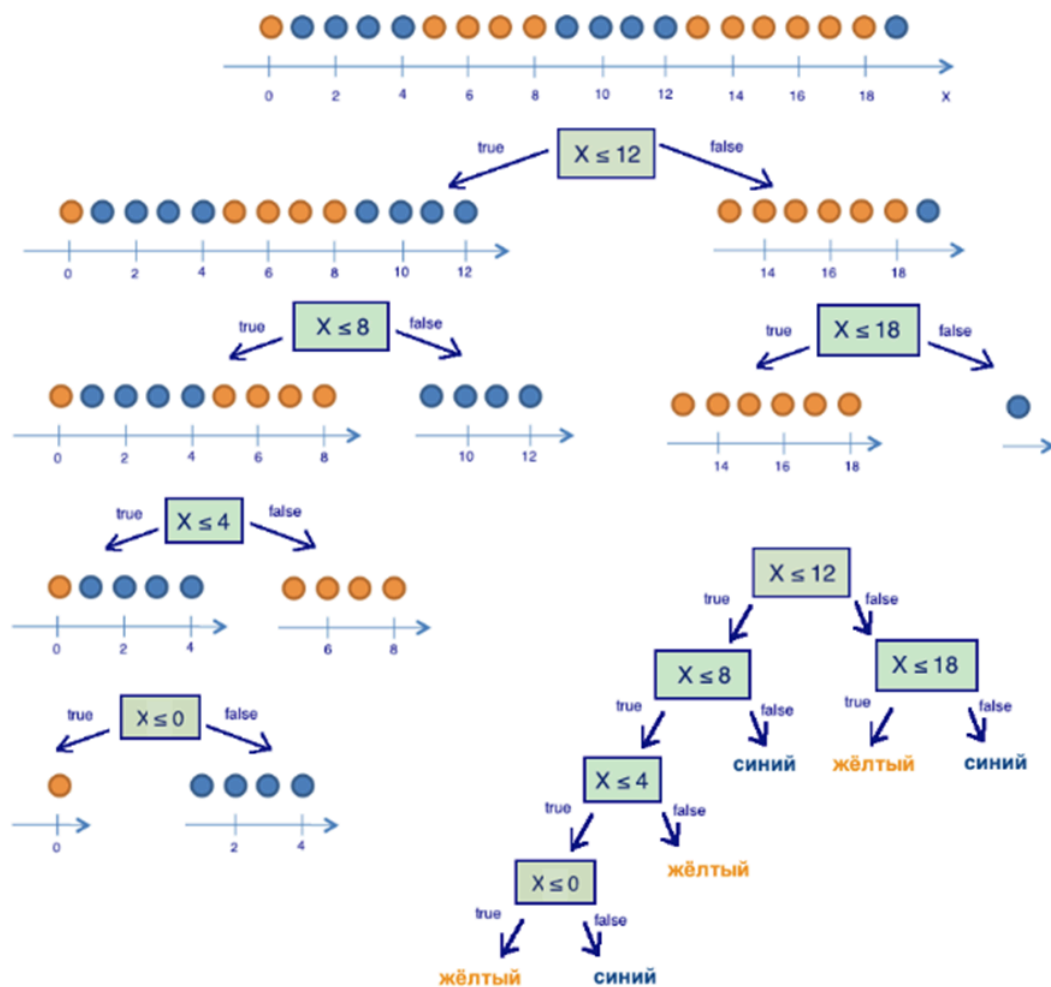 0 2 4 6 8 10 12 14 16 18 X
true X ≤ 12 false
0 2 4 6 8 10 12
14 16 18
true X ≤ 8 false
true X ≤ 18 false
0 2 4 6 8
10 12
14 16 18
true X ≤ 4 false
0 2 4
6 8
true X ≤ 0 false
0
2 4
X ≤ 12
true false
X ≤ 8 X ≤ 18
true false true false
X ≤ 4 синий жёлтый синий
true false
X ≤ 0 жёлтый
true false
жёлтый синий